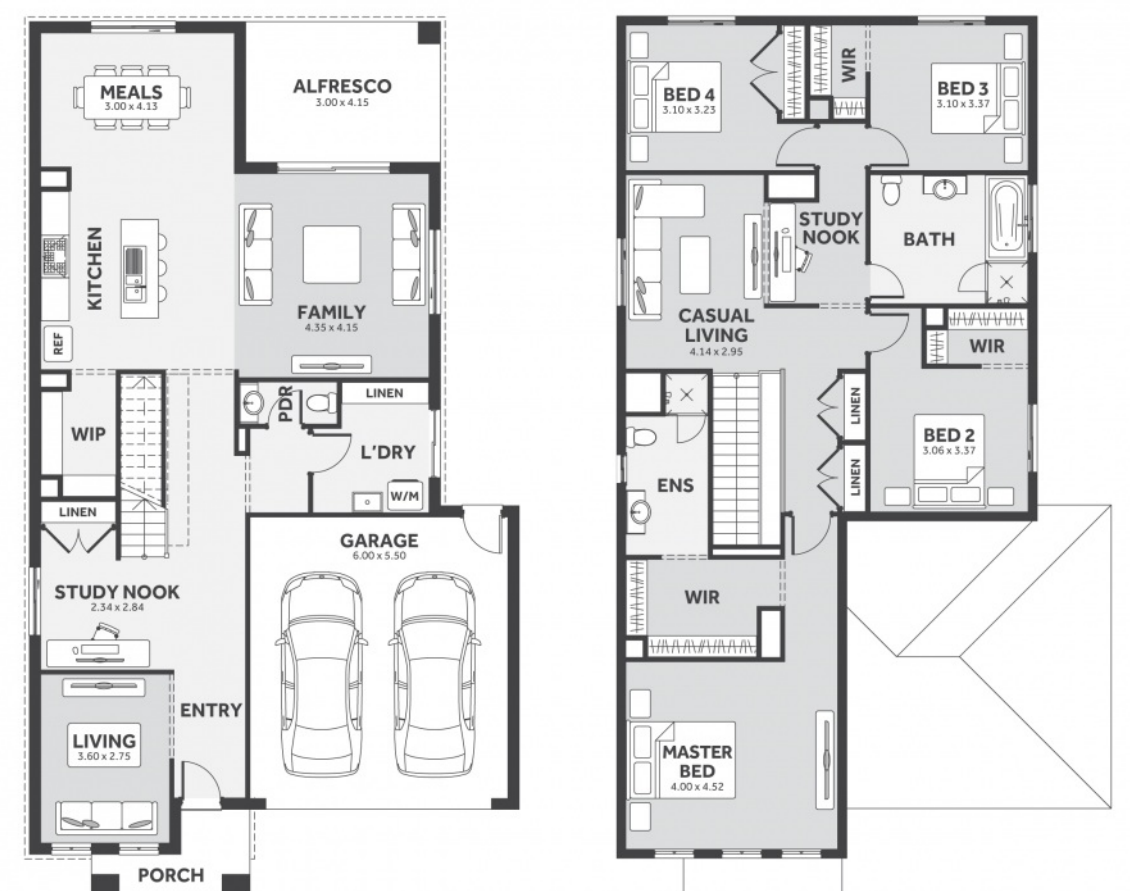 MEALS
3.00 x 4.13
ALFRESCO
3.00 x 4.15
KITCHEN
FAMILY
4.35 x 4.15
REF
WIP
PDR
LINEN
L'DRY
W/M
LINEN
GARAGE
6.00 x 5.50
STUDY NOOK
2.34 x 2.84
ENTRY
LIVING
3.60 x 2.75
PORCH
BED 4
3.10 x 3.23
WIR
BED 3
3.10 x 3.37
STUDY
NOOK
BATH
CASUAL
LIVING
4.14 x 2.95
WIR
LINEN
BED 2
3.06 x 3.37
LINEN
ENS
WIR
MASTER
BED
4.00 x 4.52